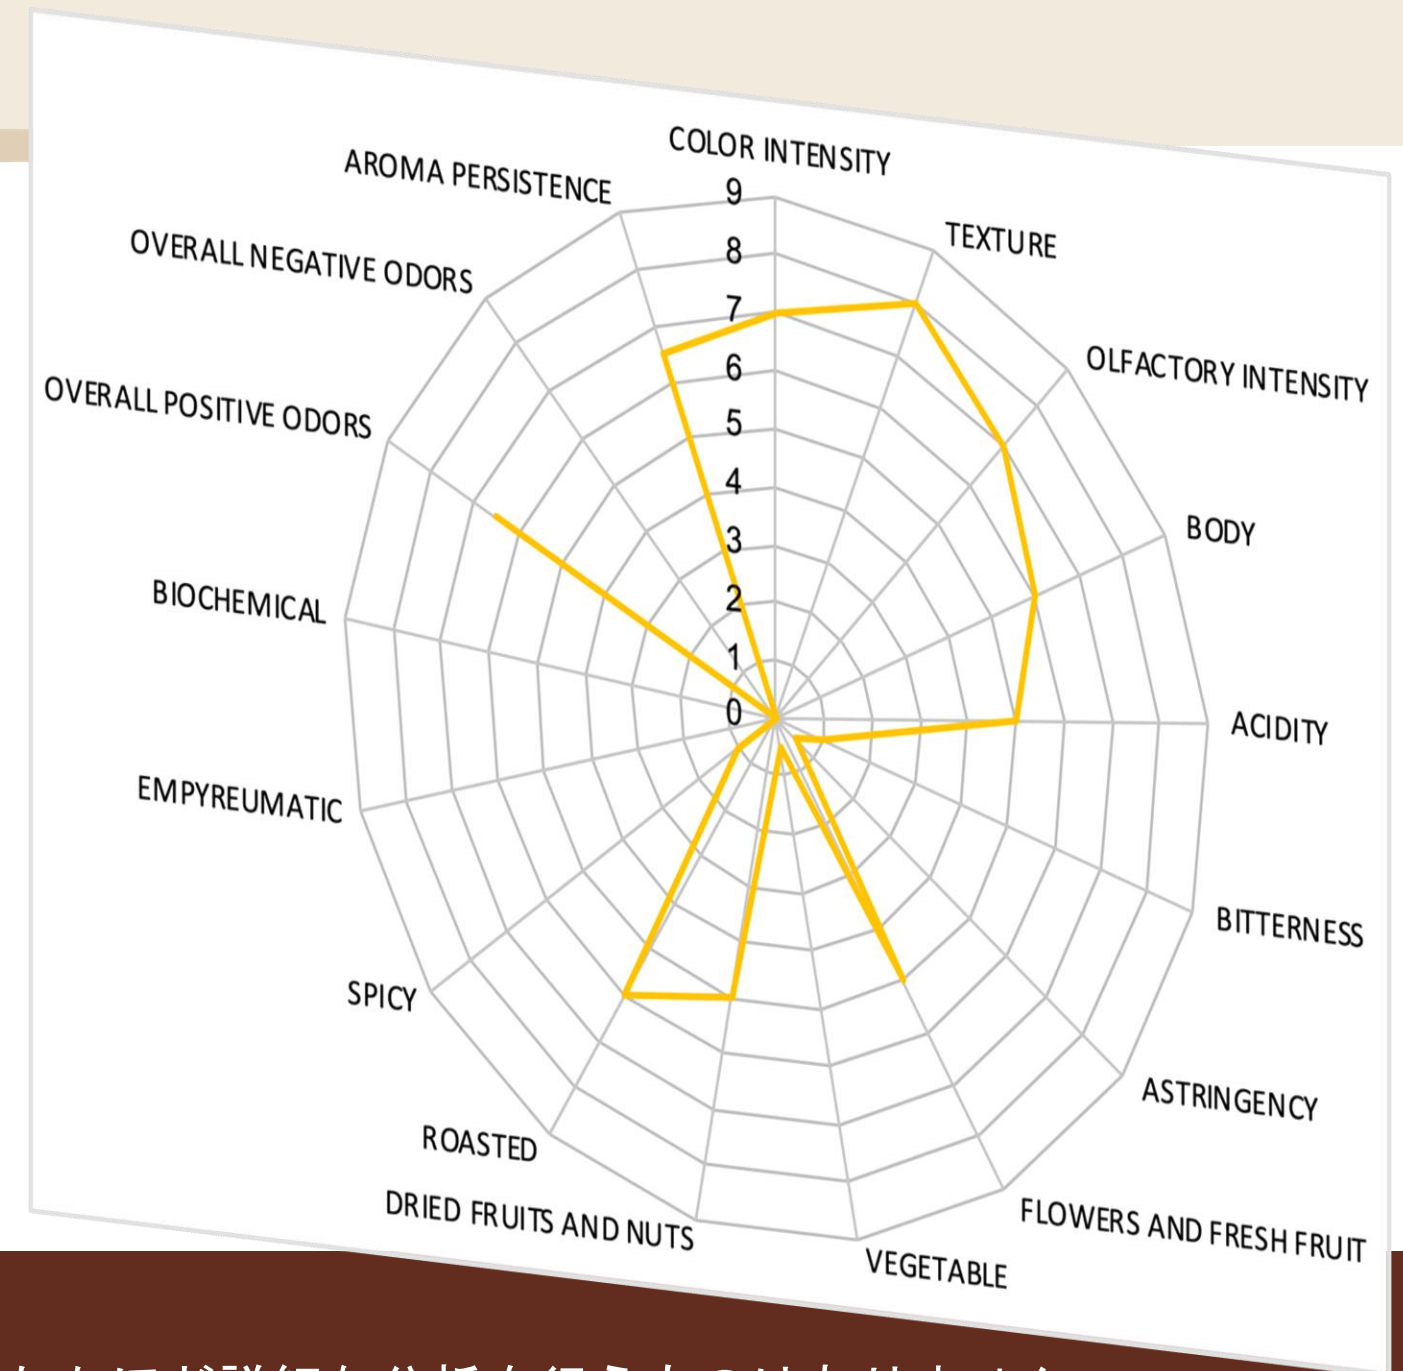 COLOR INTENSITY
AROMA PERSISTENCE
9
TEXTURE
OVERALL NEGATIVE ODORS
8
7
OLFACTORY INTENSITY
6
OVERALL POSITIVE ODORS
5
4
BODY
3
BIOCHEMICAL
2
1
0
ACIDITY
EMPYREUMATIC
BITTERNESS
SPICY
ASTRINGENCY
ROASTED
DRIED FRUITS AND NUTS
FLOWERS AND FRESH FRUIT
VEGETABLE